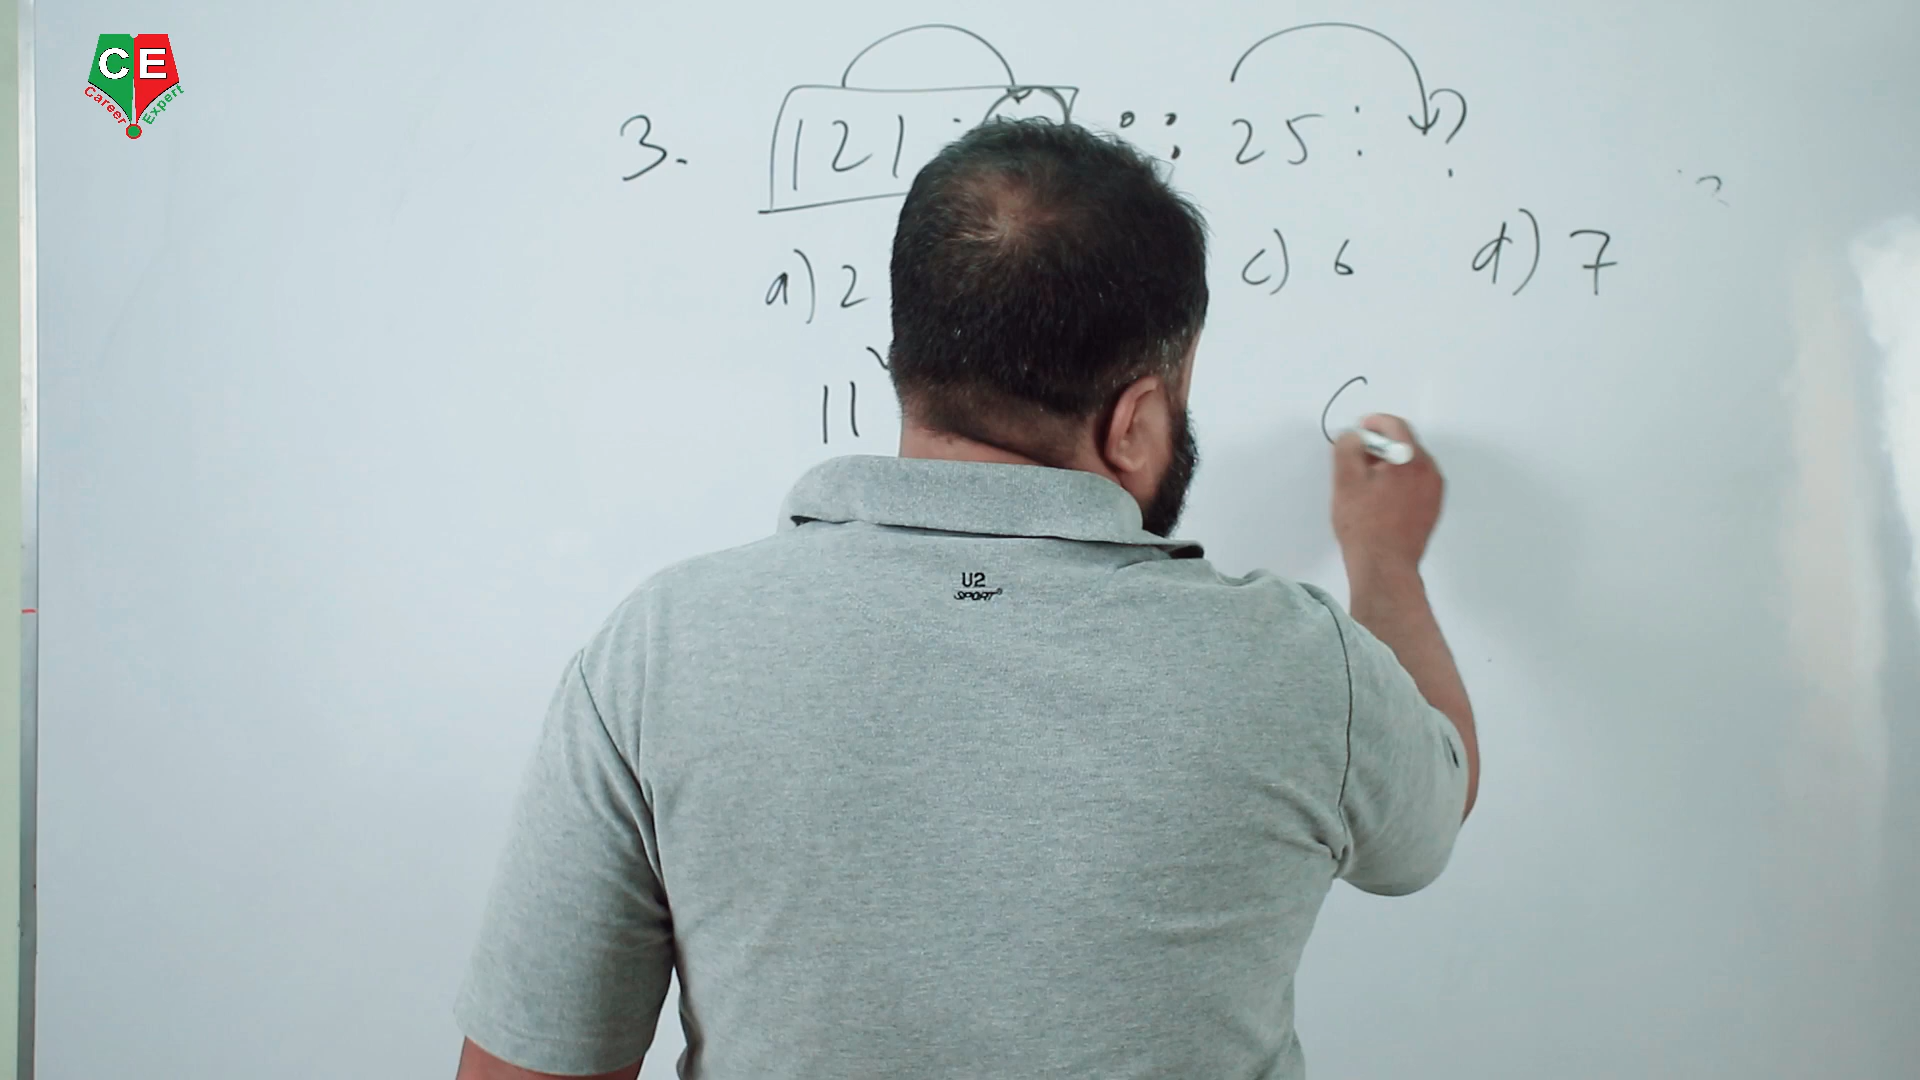 CE
Career Expert
3. 121 : :: 25 : ?
a) 2 c) 6 d) 7
11
U2
SPORT